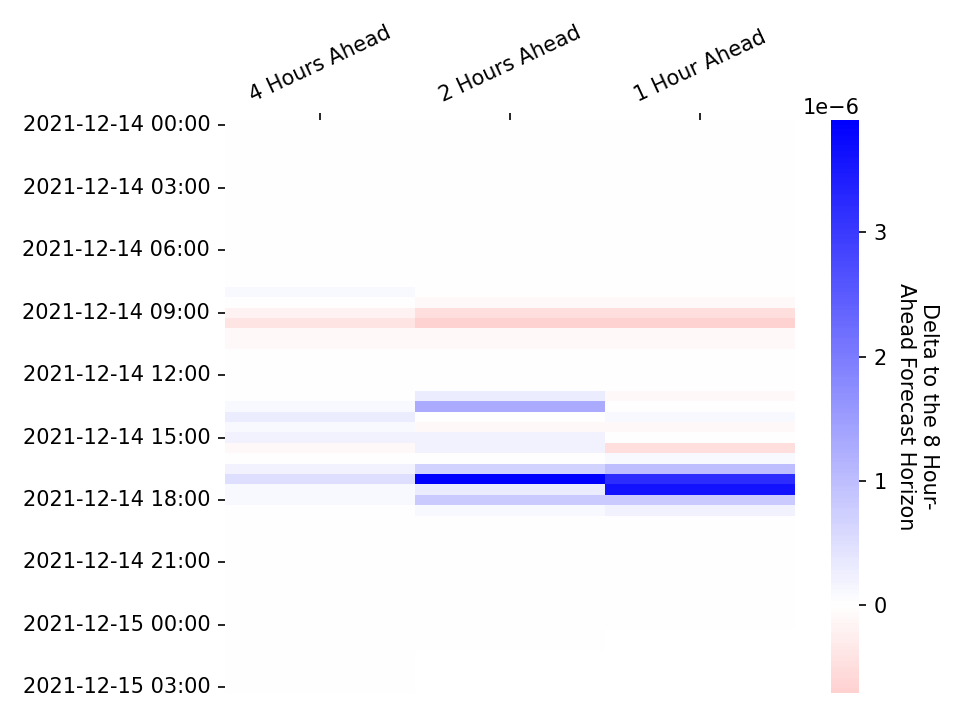 4 Hours Ahead
2 Hours Ahead
1 Hour Ahead
1e−6
2021-12-14 00:00
2021-12-14 03:00
2021-12-14 06:00
2021-12-14 09:00
2021-12-14 12:00
2021-12-14 15:00
2021-12-14 18:00
2021-12-14 21:00
2021-12-15 00:00
2021-12-15 03:00
3
2
1
0
Delta to the 8 Hour-
Ahead Forecast Horizon